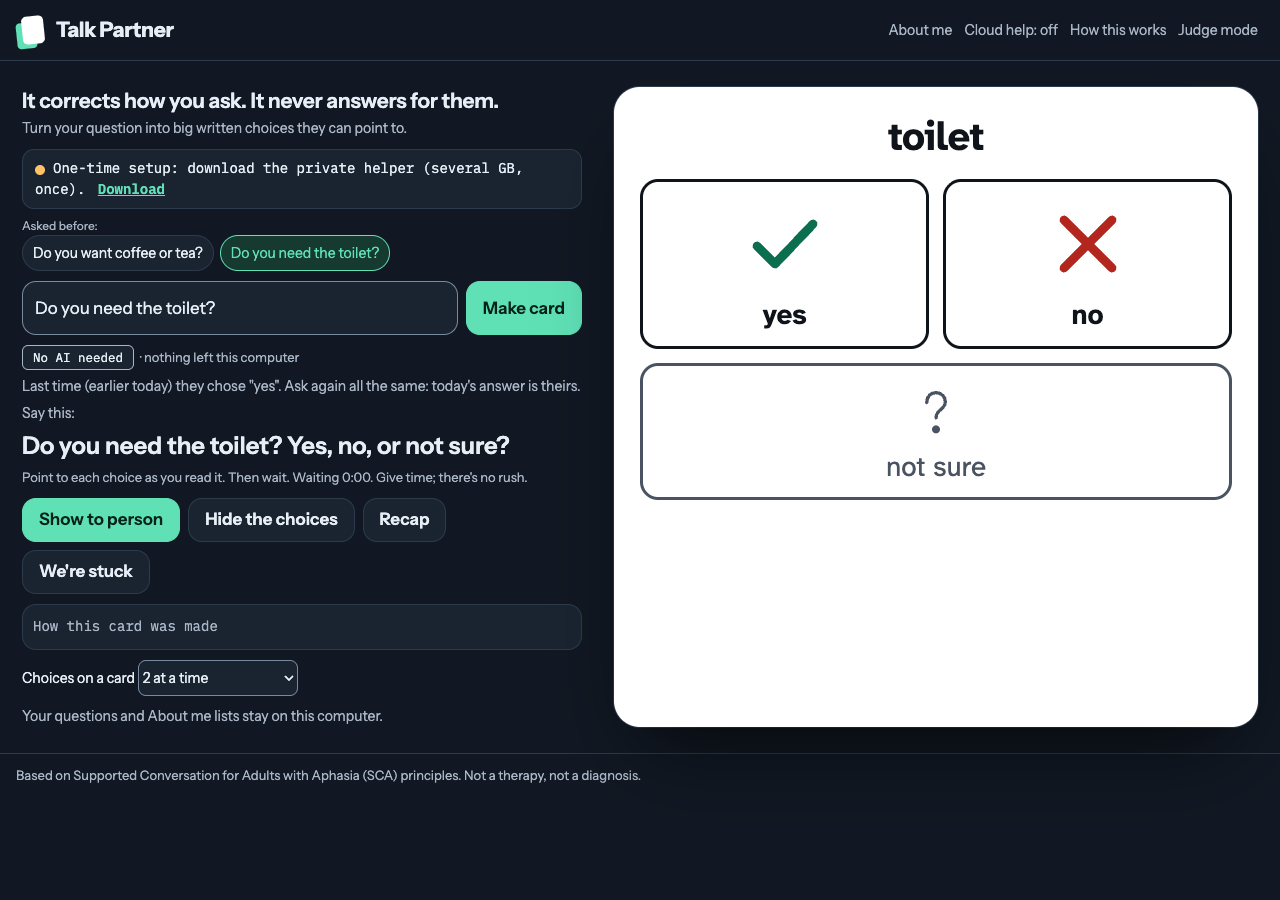 Talk Partner
About me Cloud help: off How this works Judge mode
It corrects how you ask. It never answers for them.
Turn your question into big written choices they can point to.
One-time setup: download the private helper (several GB,
once). Download
Asked before:
Do you want coffee or tea? Do you need the toilet?
Do you need the toilet? Make card
No AI needed · nothing left this computer
Last time (earlier today) they chose "yes". Ask again all the same: today's answer is theirs.
Say this:
Do you need the toilet? Yes, no, or not sure?
Point to each choice as you read it. Then wait. Waiting 0:00. Give time; there's no rush.
Show to person Hide the choices Recap
We're stuck
How this card was made
Choices on a card 2 at a time
Your questions and About me lists stay on this computer.
toilet
yes no
?
not sure
Based on Supported Conversation for Adults with Aphasia (SCA) principles. Not a therapy, not a diagnosis.